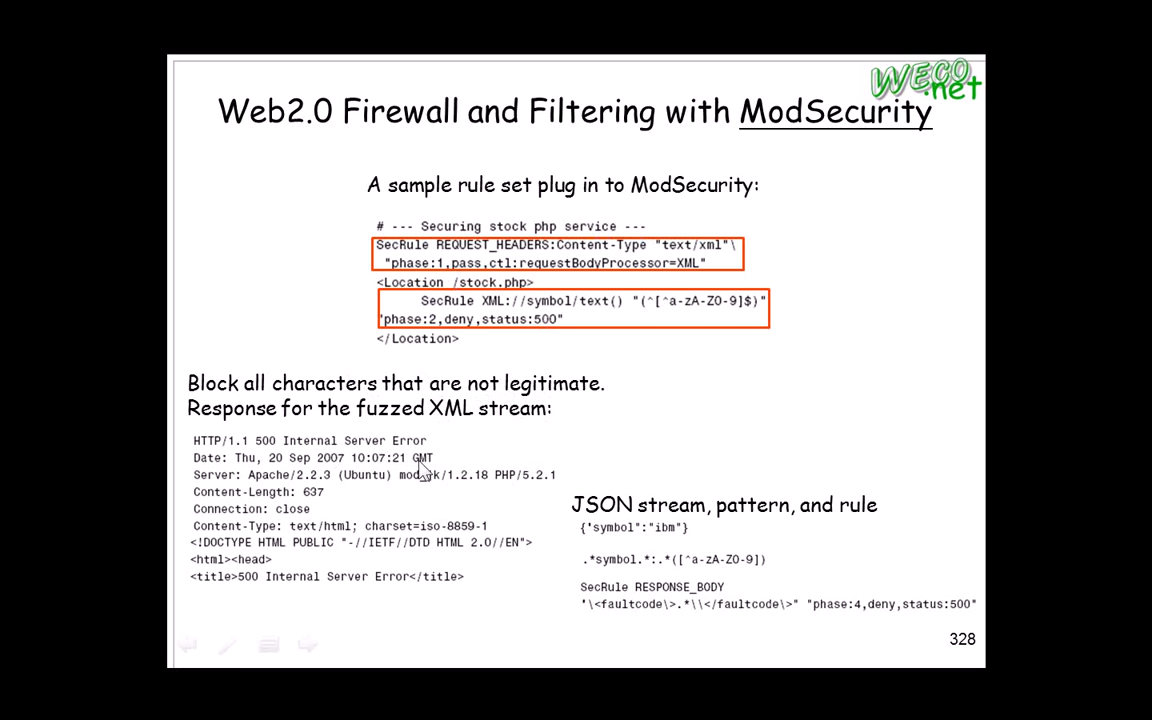 WECO
.net
Web2.0 Firewall and Filtering with ModSecurity
A sample rule set plug in to ModSecurity:
# --- Securing stock php service ---
SecRule REQUEST_HEADERS:Content-Type "text/xml"\
"phase:1,pass,ctl:requestBodyProcessor=XML"
<Location /stock.php>
SecRule XML://symbol/text() "(^[^a-zA-Z0-9]$)"
"phase:2,deny,status:500"
</Location>
Block all characters that are not legitimate.
Response for the fuzzed XML stream:
HTTP/1.1 500 Internal Server Error
Date: Thu, 20 Sep 2007 10:07:21 GMT
Server: Apache/2.2.3 (Ubuntu) mod_jk/1.2.18 PHP/5.2.1
Content-Length: 637
Connection: close
Content-Type: text/html; charset=iso-8859-1
<!DOCTYPE HTML PUBLIC "-//IETF//DTD HTML 2.0//EN">
<html><head>
<title>500 Internal Server Error</title>
JSON stream, pattern, and rule
{"symbol":"ibm"}
.*symbol.*:.*([^a-zA-Z0-9])
SecRule RESPONSE_BODY
"\<faultcode\>.*\\</faultcode\>" "phase:4,deny,status:500"
328